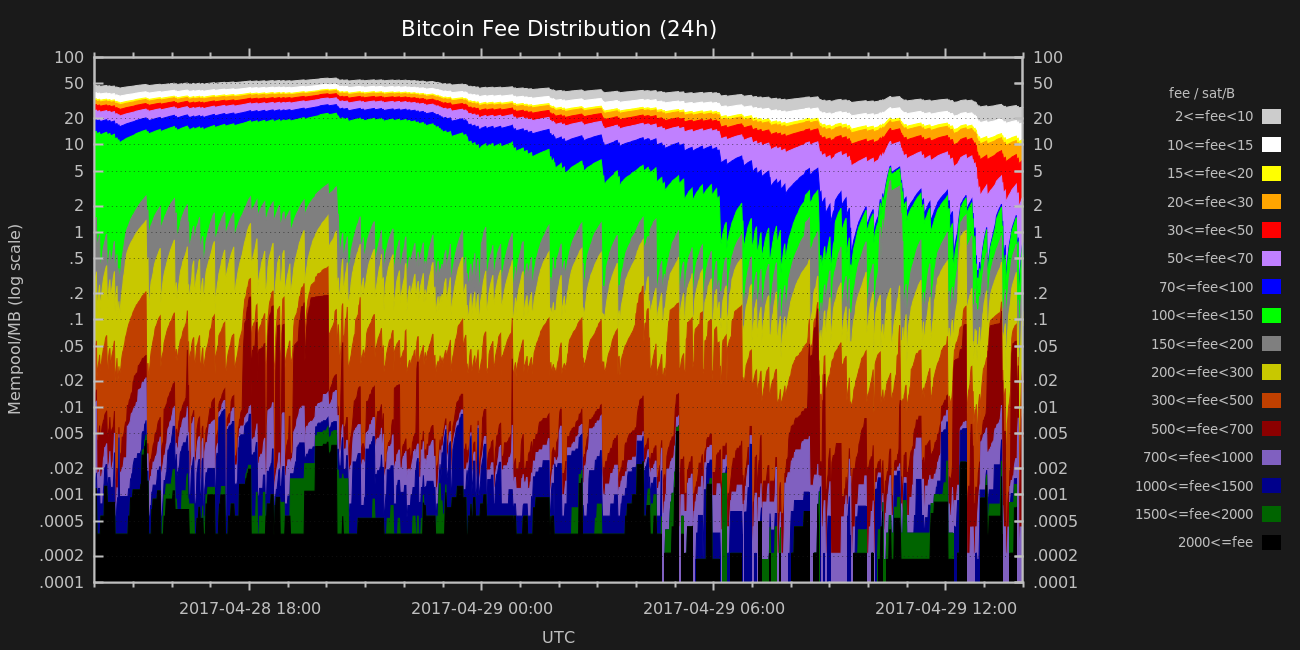 Bitcoin Fee Distribution (24h)
Mempool/MB (log scale)
100
50
20
10
5
2
1
.5
.2
.1
.05
.02
.01
.005
.002
.001
.0005
.0002
.0001
100
50
20
10
5
2
1
.5
.2
.1
.05
.02
.01
.005
.002
.001
.0005
.0002
.0001
2017-04-28 18:00
2017-04-29 00:00
2017-04-29 06:00
2017-04-29 12:00
UTC
fee / sat/B
2<=fee<10
10<=fee<15
15<=fee<20
20<=fee<30
30<=fee<50
50<=fee<70
70<=fee<100
100<=fee<150
150<=fee<200
200<=fee<300
300<=fee<500
500<=fee<700
700<=fee<1000
1000<=fee<1500
1500<=fee<2000
2000<=fee